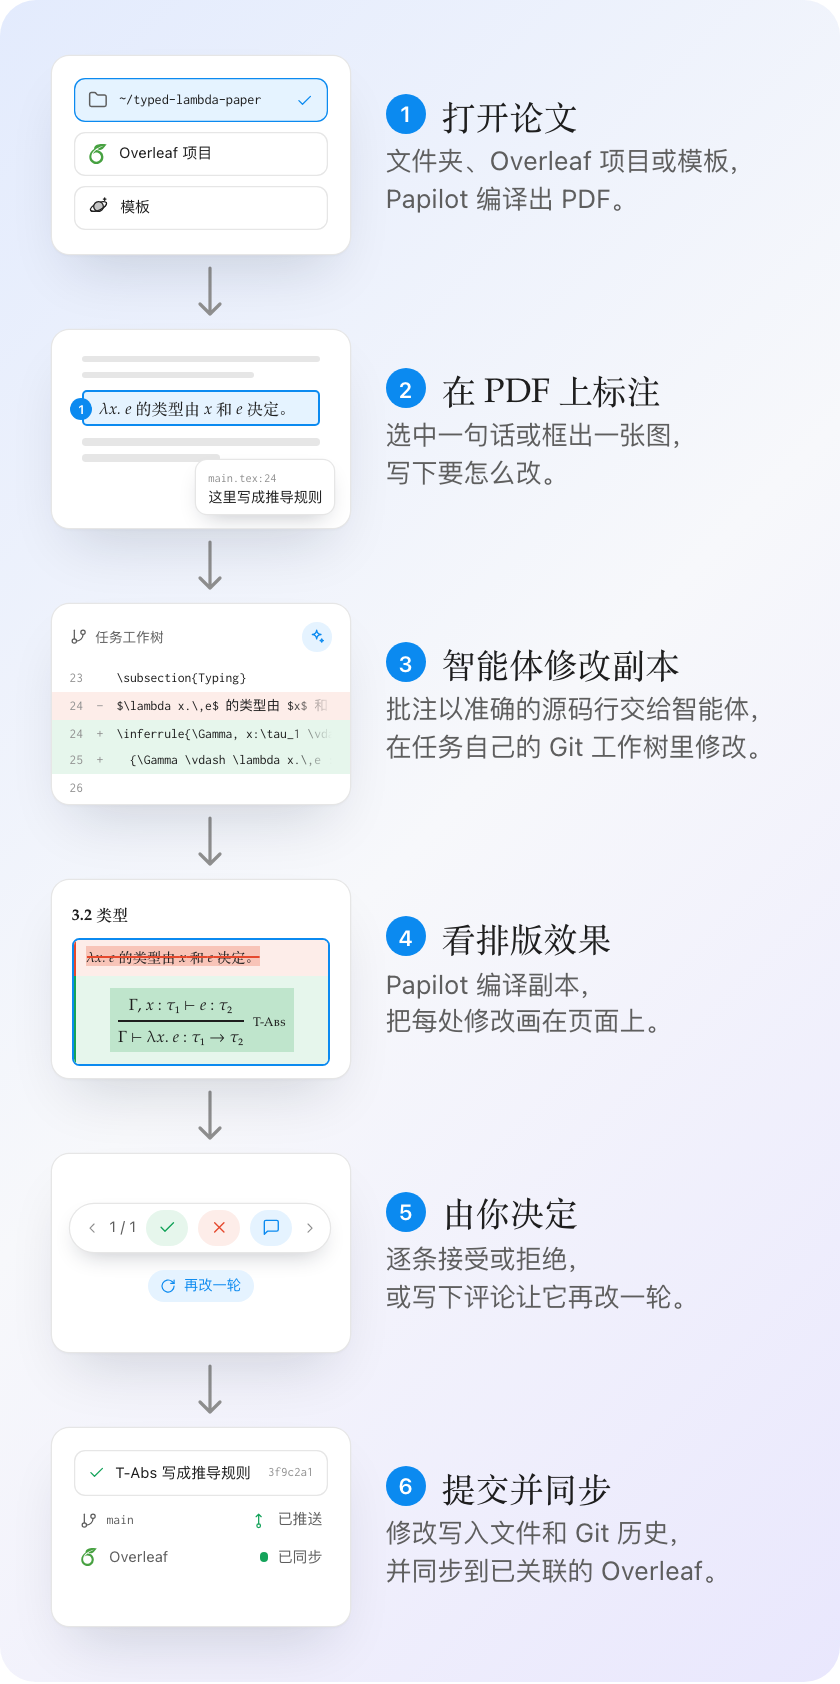 ~/typed-lambda-paper
Overleaf 项目
模板
1 打开论文
文件夹、Overleaf 项目或模板，
Papilot 编译出 PDF。
1 λx. e 的类型由 x 和 e 决定。
main.tex:24
这里写成推导规则
2 在 PDF 上标注
选中一句话或框出一张图，
写下要怎么改。
任务工作树
23 \subsection{Typing}
24 − $\lambda x.\,e$ 的类型由 $x$ 和
24 + \inferrule{\Gamma, x:\tau_1 \vd
25 + {\Gamma \vdash \lambda x.\,e
26
3 智能体修改副本
批注以准确的源码行交给智能体，
在任务自己的 Git 工作树里修改。
3.2 类型
λx. e 的类型由 x 和 e 决定。
Γ, x : τ₁ ⊢ e : τ₂
T-Abs
Γ ⊢ λx. e : τ₁ → τ₂
4 看排版效果
Papilot 编译副本，
把每处修改画在页面上。
1 / 1
再改一轮
5 由你决定
逐条接受或拒绝，
或写下评论让它再改一轮。
T-Abs 写成推导规则 3f9c2a1
main 已推送
Overleaf 已同步
6 提交并同步
修改写入文件和 Git 历史，
并同步到已关联的 Overleaf。